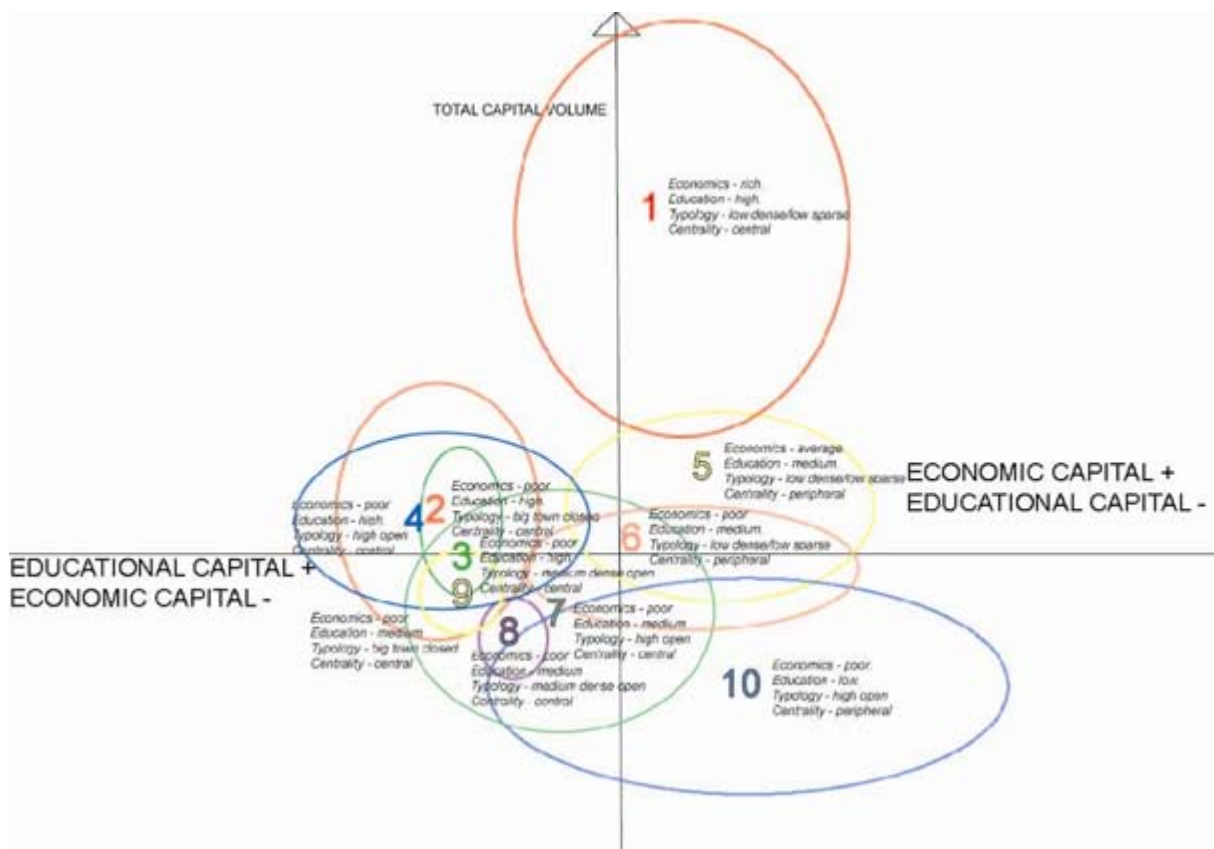 TOTAL CAPITAL VOLUME
1
Economics - rich.
Education - high.
Typology - low dense/low sparse
Centrality - central
5
Economics - average
Education - medium.
Typology - low dense/low sparse
Centrality - peripheral
ECONOMIC CAPITAL +
EDUCATIONAL CAPITAL -
4
Economics - poor
Education - high.
Typology - high open
Centrality - central
2
Economics - poor
Education - high.
Typology - big town closed
Centrality - central
6
Economics - poor
Education - medium.
Typology - low dense/low sparse
Centrality - peripheral
3
Economics - poor
Education - high
Typology - medium dense open
Centrality - central
EDUCATIONAL CAPITAL +
ECONOMIC CAPITAL -
9
Economics - poor
Education - medium
Typology - big town closed
Centrality - central
7
Economics - poor
Education - medium
Typology - high open
Centrality - central
8
Economics - poor
Education - medium
Typology - medium dense open
Centrality - central
10
Economics - poor.
Education - low.
Typology - high open
Centrality - peripheral